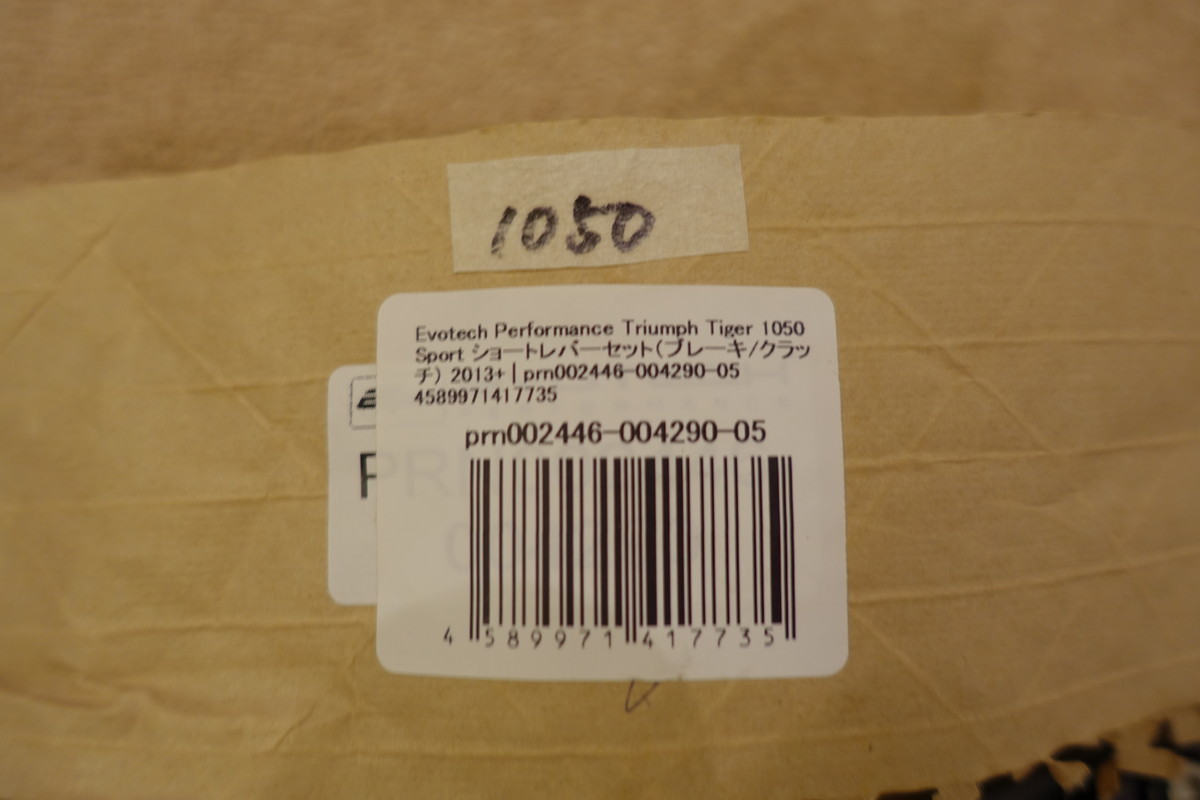 1050
Evotech Performance Triumph Tiger 1050
Sport ショートレバーセット(ブレーキ/クラッ
チ) 2013+ | prn002446-004290-05
4589971417735
prn002446-004290-05
4 589971 417735